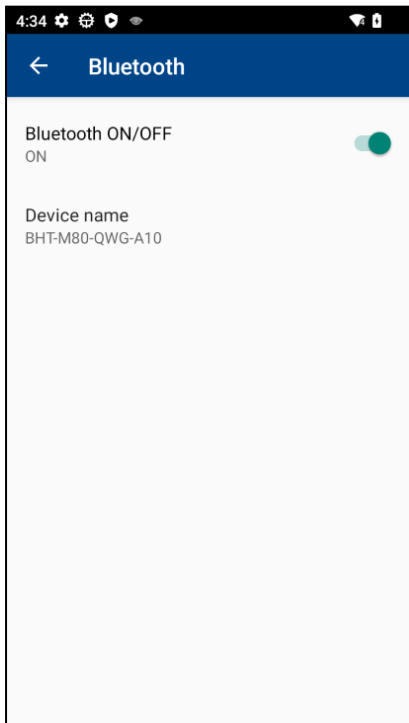 4:34
Bluetooth
Bluetooth ON/OFF
ON
Device name
BHT-M80-QWG-A10